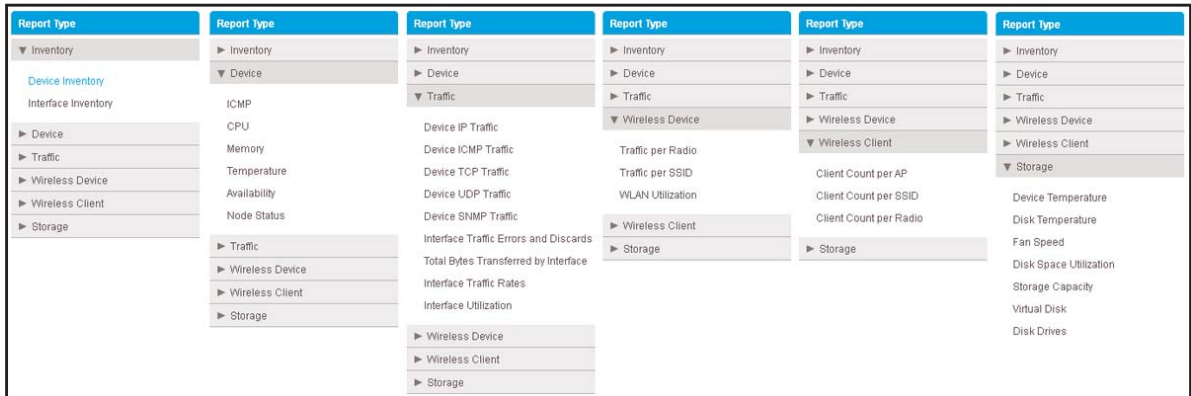 Report Type
▼ Inventory
Device Inventory
Interface Inventory
► Device
► Traffic
► Wireless Device
► Wireless Client
► Storage
Report Type
► Inventory
▼ Device
ICMP
CPU
Memory
Temperature
Availability
Node Status
► Traffic
► Wireless Device
► Wireless Client
► Storage
Report Type
► Inventory
► Device
▼ Traffic
Device IP Traffic
Device ICMP Traffic
Device TCP Traffic
Device UDP Traffic
Device SNMP Traffic
Interface Traffic Errors and Discards
Total Bytes Transferred by Interface
Interface Traffic Rates
Interface Utilization
► Wireless Device
► Wireless Client
► Storage
Report Type
► Inventory
► Device
► Traffic
▼ Wireless Device
Traffic per Radio
Traffic per SSID
WLAN Utilization
► Wireless Client
► Storage
Report Type
► Inventory
► Device
► Traffic
► Wireless Device
▼ Wireless Client
Client Count per AP
Client Count per SSID
Client Count per Radio
► Storage
Report Type
► Inventory
► Device
► Traffic
► Wireless Device
► Wireless Client
▼ Storage
Device Temperature
Disk Temperature
Fan Speed
Disk Space Utilization
Storage Capacity
Virtual Disk
Disk Drives